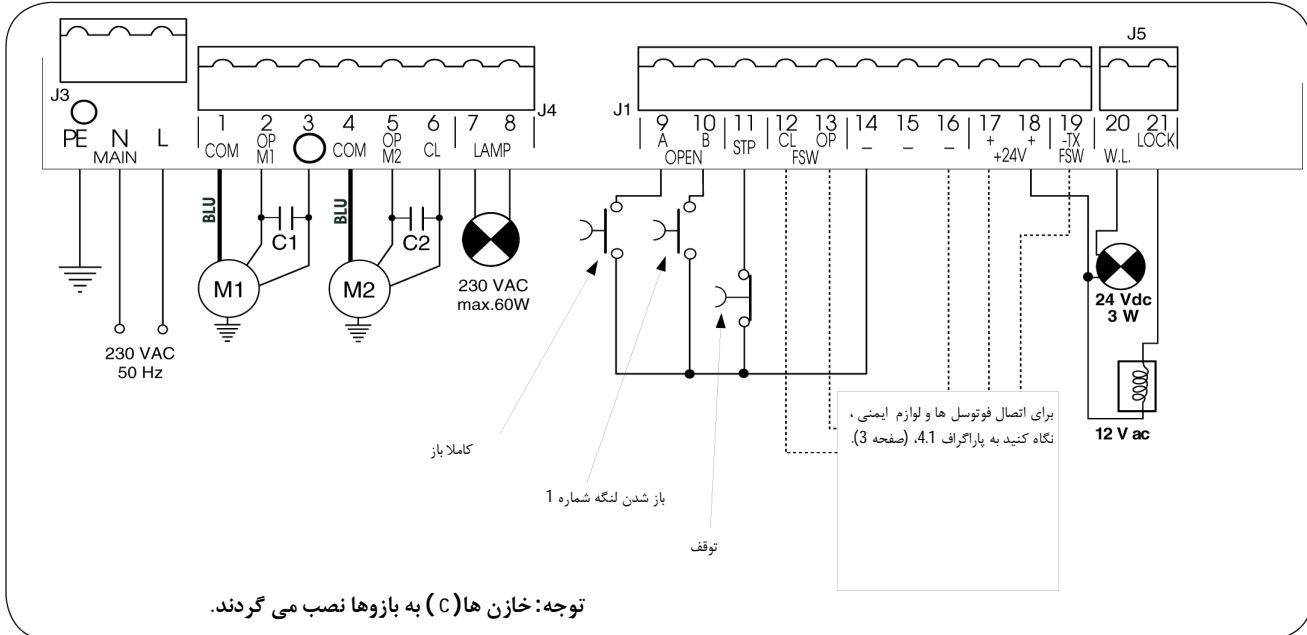 J3
J4
J1
J5
PE N L
MAIN
1 2 3 4 5 6 7 8
COM OP M1 COM OP M2 CL LAMP
9 10 11 12 13 14 15 16 17 18 19 20 21
A B STP CL OP _ _ _ + + -TX W.L. LOCK
OPEN FSW +24V FSW
BLU
BLU
C1
C2
M1
M2
230 VAC
max.60W
230 VAC
50 Hz
24 Vdc
3 W
12 V ac
برای اتصال فوتوسل ها و لوازم ایمنی ،
نگاه کنید به پاراگراف 4.1، (صفحه 3).
کاملا باز
باز شدن لنگه شماره 1
توقف
توجه: خازن ها( C ) به بازوها نصب می گردند.